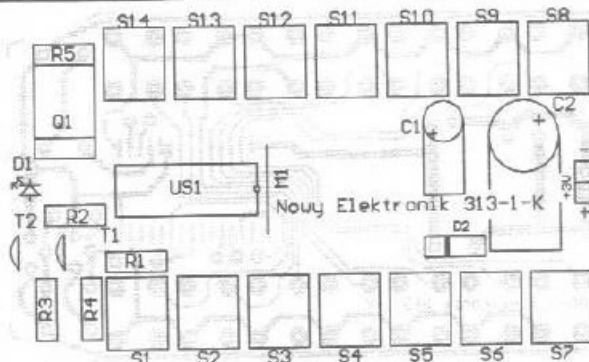 S14 S13 S12 S11 S10 S9 S8
R5
Q1
C1
+
C2
+
D1
US1
M1
+3V
-
+
Nowy Elektronik 313-1-K
T2
R2
T1
D2
R1
R3
R4
S1 S2 S3 S4 S5 S6 S7